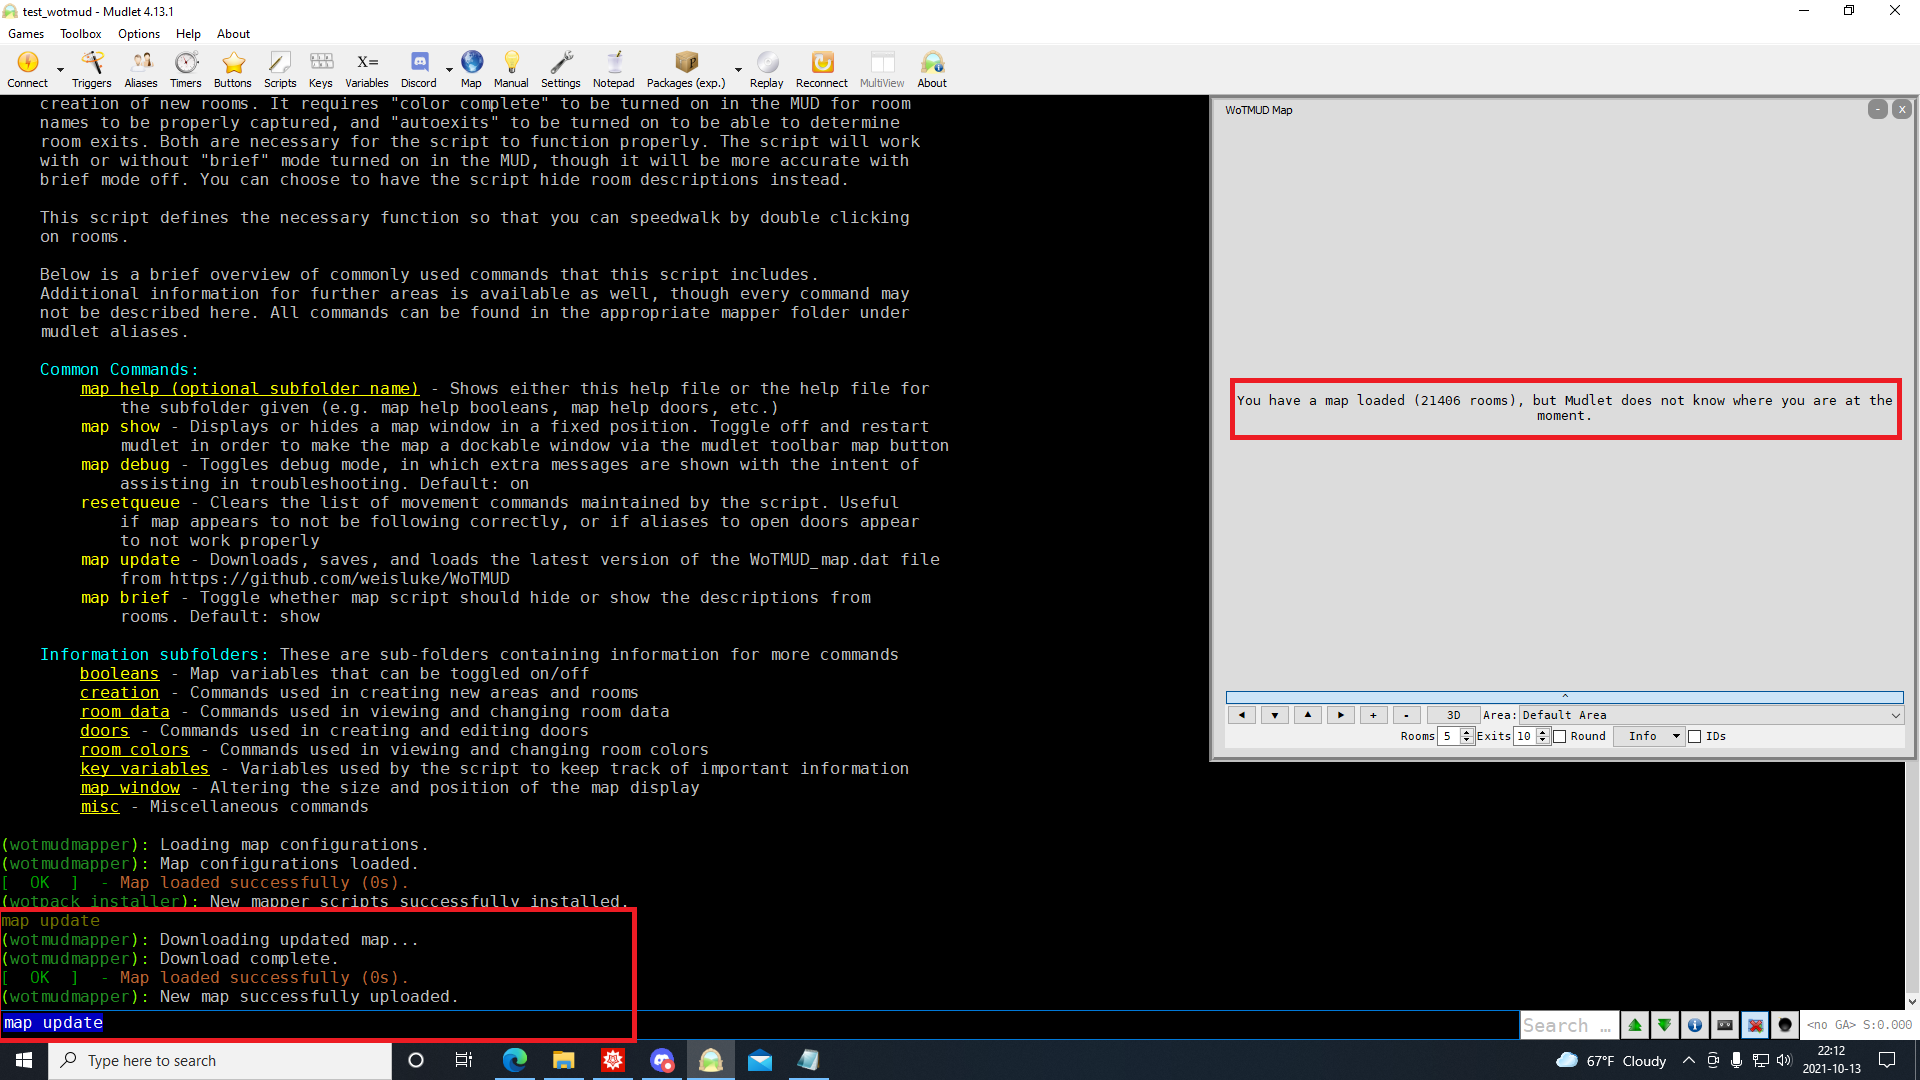 test_wotmud - Mudlet 4.13.1
Games Toolbox Options Help About
Connect Triggers Aliases Timers Buttons Scripts Keys Variables Discord Map Manual Settings Notepad Packages (exp.) Replay Reconnect MultiView About
X=
creation of new rooms. It requires "color complete" to be turned on in the MUD for room
names to be properly captured, and "autoexits" to be turned on to be able to determine
room exits. Both are necessary for the script to function properly. The script will work
with or without "brief" mode turned on in the MUD, though it will be more accurate with
brief mode off. You can choose to have the script hide room descriptions instead.
This script defines the necessary function so that you can speedwalk by double clicking
on rooms.
Below is a brief overview of commonly used commands that this script includes.
Additional information for further areas is available as well, though every command may
not be described here. All commands can be found in the appropriate mapper folder under
mudlet aliases.
Common Commands:
map help (optional subfolder name) - Shows either this help file or the help file for
the subfolder given (e.g. map help booleans, map help doors, etc.)
map show - Displays or hides a map window in a fixed position. Toggle off and restart
mudlet in order to make the map a dockable window via the mudlet toolbar map button
map debug - Toggles debug mode, in which extra messages are shown with the intent of
assisting in troubleshooting. Default: on
resetqueue - Clears the list of movement commands maintained by the script. Useful
if map appears to not be following correctly, or if aliases to open doors appear
to not work properly
map update - Downloads, saves, and loads the latest version of the WoTMUD_map.dat file
from https://github.com/weisluke/WoTMUD
map brief - Toggle whether map script should hide or show the descriptions from
rooms. Default: show
Information subfolders: These are sub-folders containing information for more commands
booleans - Map variables that can be toggled on/off
creation - Commands used in creating new areas and rooms
room data - Commands used in viewing and changing room data
doors - Commands used in creating and editing doors
room colors - Commands used in viewing and changing room colors
key variables - Variables used by the script to keep track of important information
map window - Altering the size and position of the map display
misc - Miscellaneous commands
(wotmudmapper): Loading map configurations.
(wotmudmapper): Map configurations loaded.
[  OK  ]  - Map loaded successfully (0s).
(wotpack installer): New mapper scripts successfully installed.
map update
(wotmudmapper): Downloading updated map...
(wotmudmapper): Download complete.
[  OK  ]  - Map loaded successfully (0s).
(wotmudmapper): New map successfully uploaded.
map update
WoTMUD Map
- x
You have a map loaded (21406 rooms), but Mudlet does not know where you are at the
moment.
^
+ - 3D Area: Default Area
Rooms 5 Exits 10 Round Info IDs
Search ... <no GA> S:0.000
Type here to search
67°F Cloudy
22:12
2021-10-13